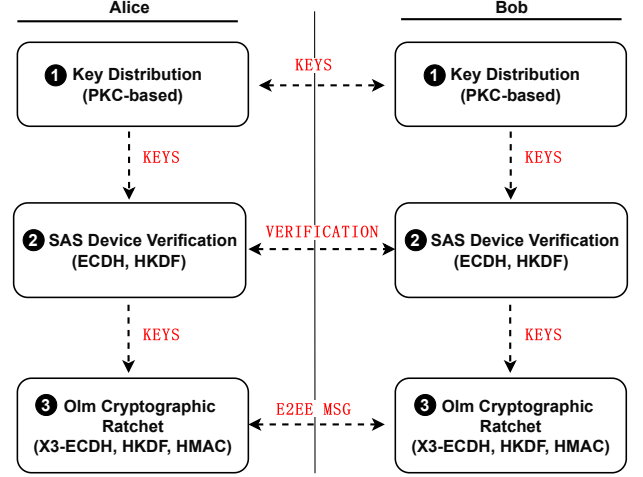 Alice
Bob
1 Key Distribution
(PKC-based)
KEYS
1 Key Distribution
(PKC-based)
KEYS
KEYS
2 SAS Device Verification
(ECDH, HKDF)
VERIFICATION
2 SAS Device Verification
(ECDH, HKDF)
KEYS
KEYS
3 Olm Cryptographic
Ratchet
(X3-ECDH, HKDF, HMAC)
E2EE MSG
3 Olm Cryptographic
Ratchet
(X3-ECDH, HKDF, HMAC)